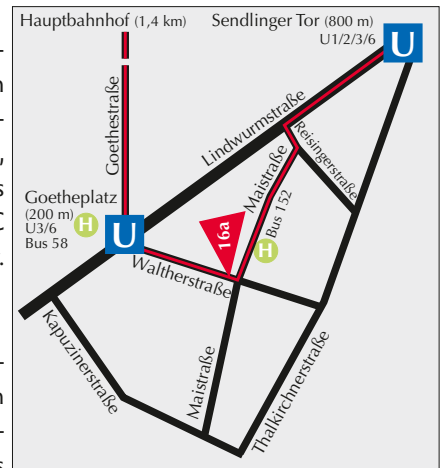 Hauptbahnhof (1,4 km)
Sendlinger Tor (800 m)
U1/2/3/6
U
Goethestraße
Lindwurmstraße
Reisingerstraße
Maistraße
Bus 152
Goetheplatz
(200 m)
U3/6
Bus 58
H
U
16a
H
Waltherstraße
Kapuzinerstraße
Maistraße
Thalkirchnerstraße